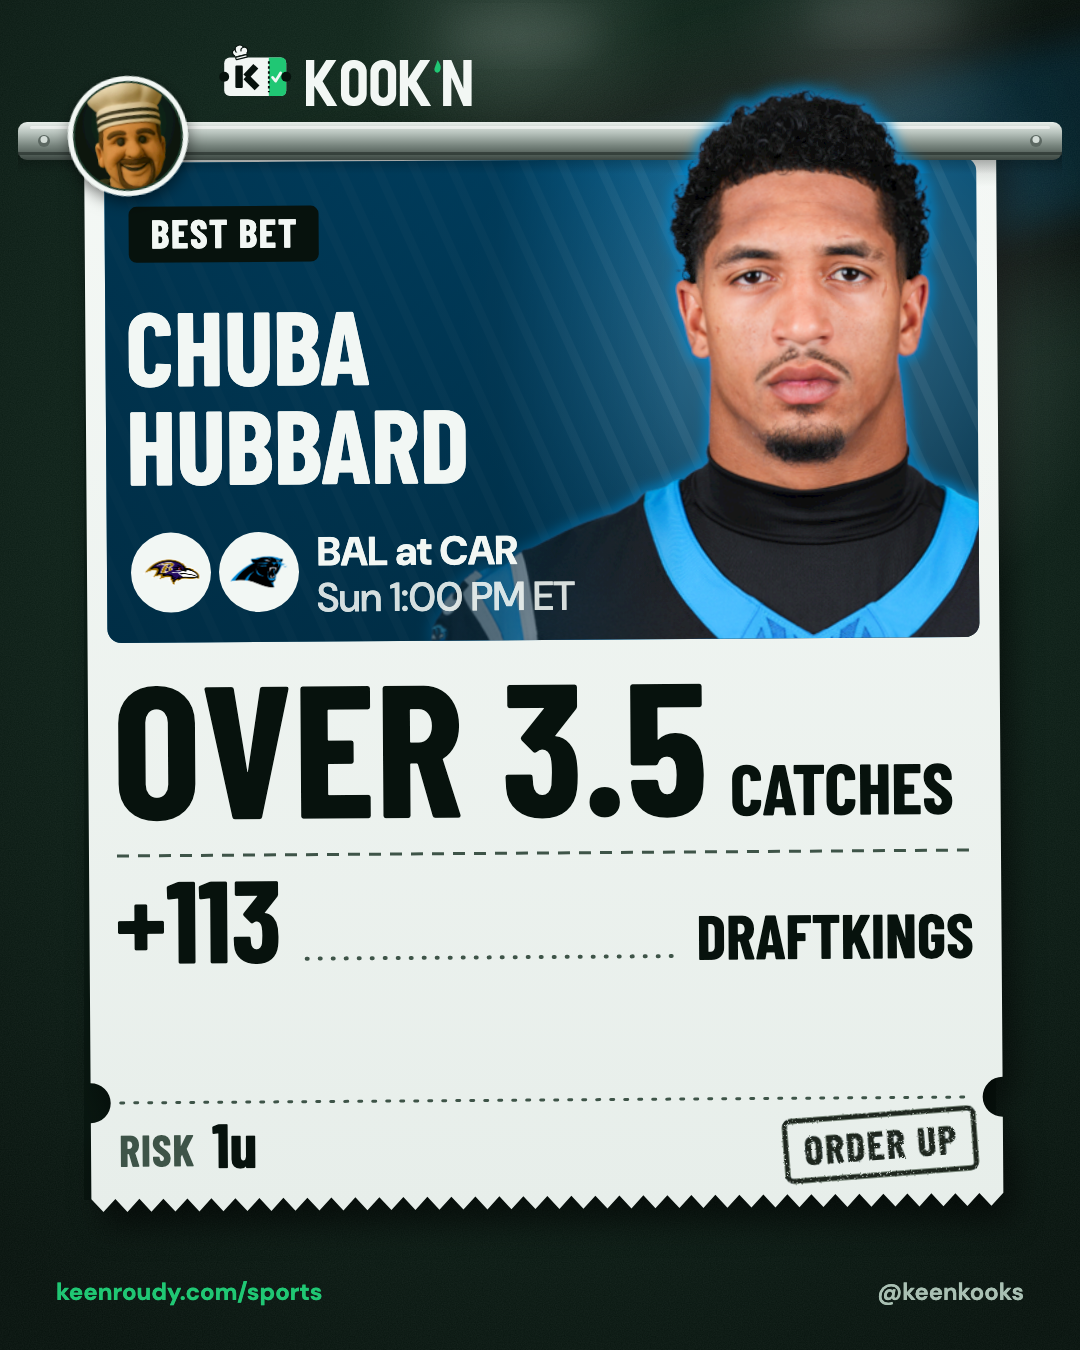 K KOOK'N
BEST BET
CHUBA
HUBBARD
BAL at CAR
Sun 1:00 PM ET
OVER 3.5 CATCHES
+113 DRAFTKINGS
RISK 1u
ORDER UP
keenroudy.com/sports
@keenkooks